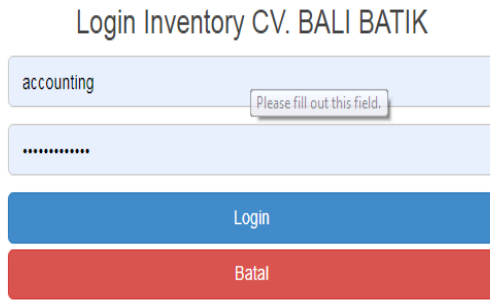 Login Inventory CV. BALI BATIK
accounting
Please fill out this field.
•••••••••••••
Login
Batal